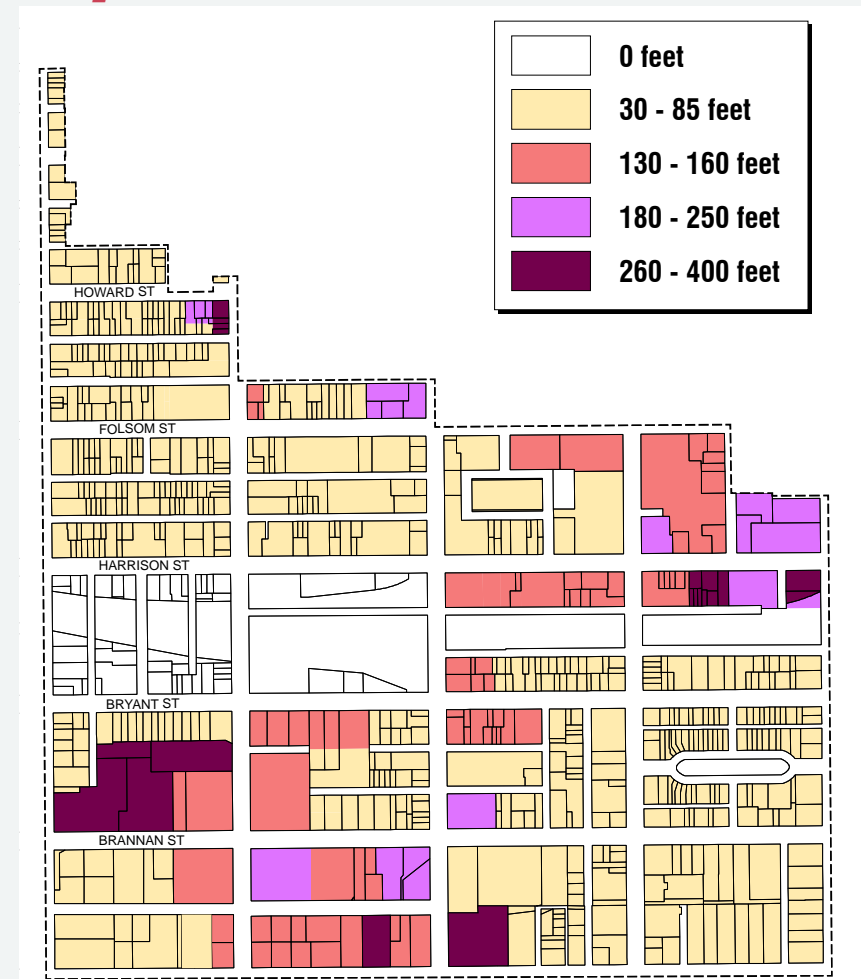 0 feet
30 - 85 feet
130 - 160 feet
180 - 250 feet
260 - 400 feet
HOWARD ST
FOLSOM ST
HARRISON ST
BRYANT ST
BRANNAN ST